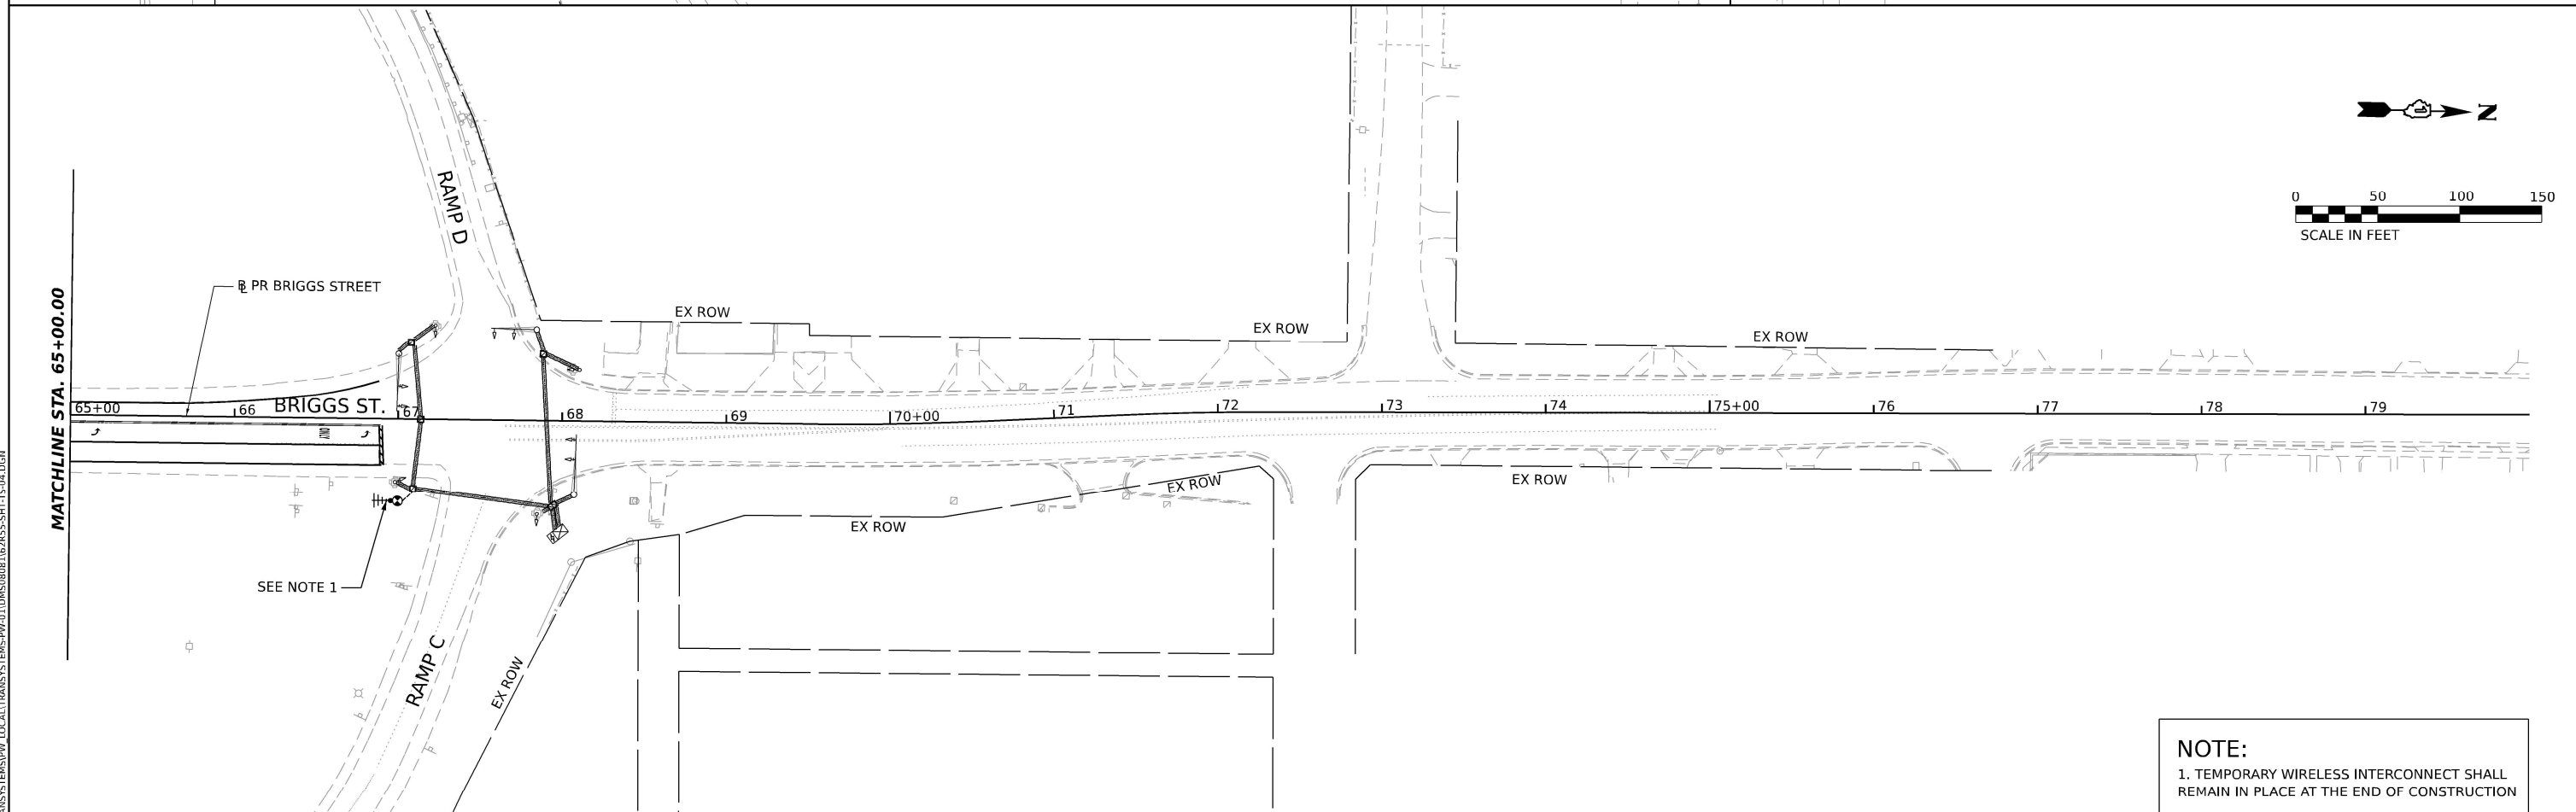 N
0 50 100 150
SCALE IN FEET
RAMP D
℄ PR BRIGGS STREET
MATCHLINE STA. 65+00.00
EX ROW
EX ROW
EX ROW
BRIGGS ST.
65+00 66 67 68 69 70+00 71 72 73 74 75+00 76 77 78 79
ONLY
EX ROW
EX ROW
EX ROW
SEE NOTE 1
RAMP C
EX ROW
NOTE:
1. TEMPORARY WIRELESS INTERCONNECT SHALL
REMAIN IN PLACE AT THE END OF CONSTRUCTION